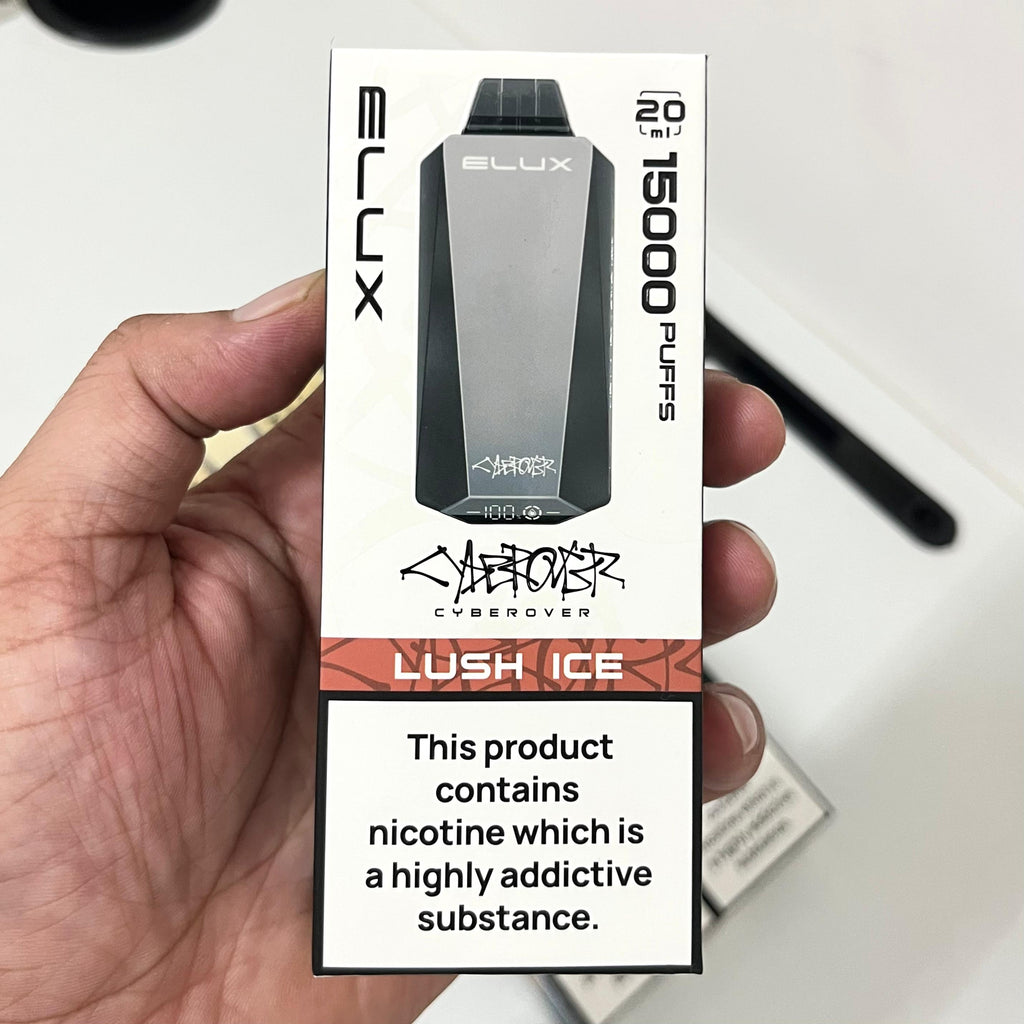 ELUX
20
ml
15000 PUFFS
ELUX
CYBEROVER
-100%-
CYBEROVER
CYBEROVER
LUSH ICE
This product
contains
nicotine which is
a highly addictive
substance.